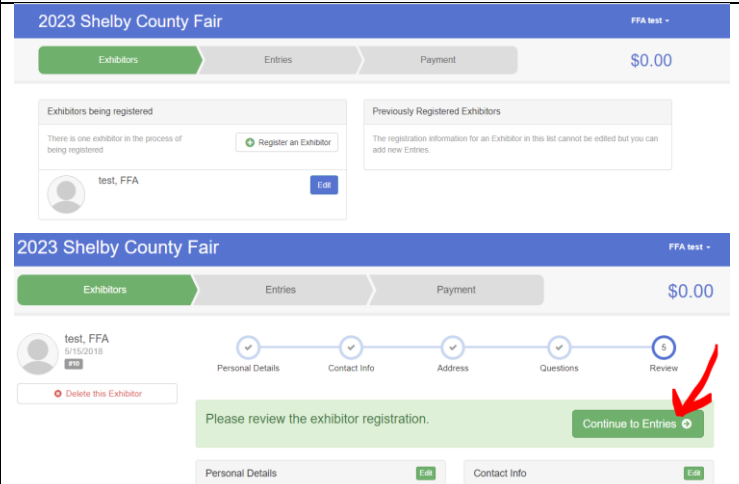 2023 Shelby County Fair
FFA test
Exhibitors
Entries
Payment
$0.00
Exhibitors being registered
There is one exhibitor in the process of
being registered
Register an Exhibitor
test, FFA
Edit
Previously Registered Exhibitors
The registration information for an Exhibitor in this list cannot be edited but you can
add new Entries.
2023 Shelby County Fair
FFA test
Exhibitors
Entries
Payment
$0.00
test, FFA
5/15/2018
#10
Delete this Exhibitor
Personal Details
Contact Info
Address
Questions
5
Review
Please review the exhibitor registration.
Continue to Entries
Personal Details
Edit
Contact Info
Edit